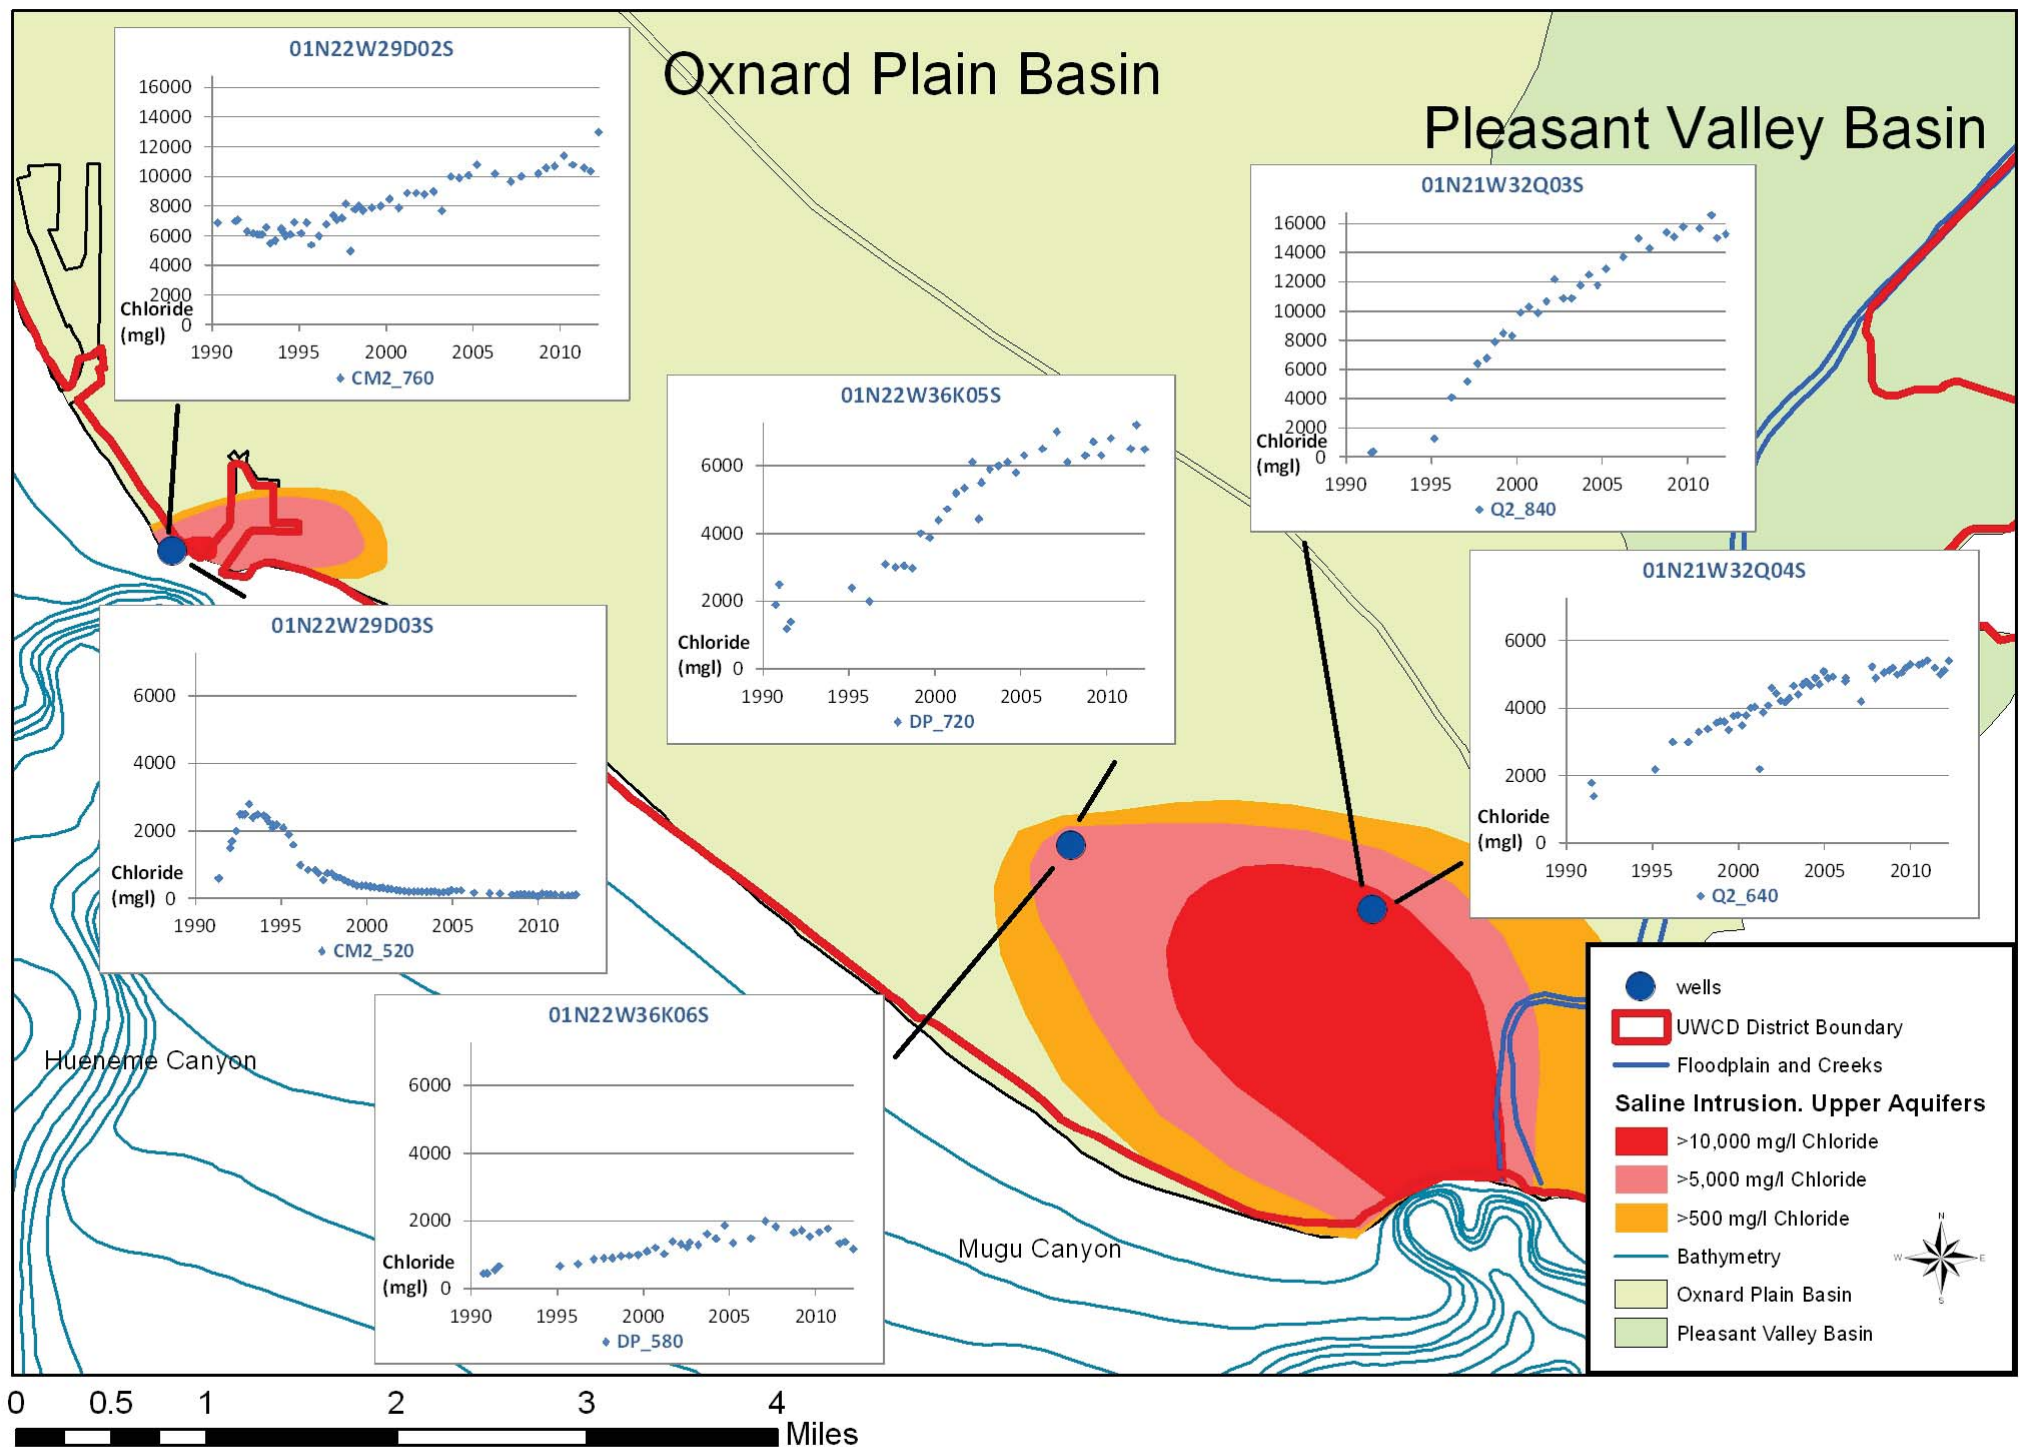 Oxnard Plain Basin
Pleasant Valley Basin
01N22W29D02S
16000
14000
12000
10000
8000
6000
4000
2000
0
Chloride
(mgl)
1990 1995 2000 2005 2010
CM2_760
01N21W32Q03S
16000
14000
12000
10000
8000
6000
4000
2000
0
Chloride
(mgl)
1990 1995 2000 2005 2010
Q2_840
01N22W36K05S
6000
4000
2000
0
Chloride
(mgl)
1990 1995 2000 2005 2010
DP_720
01N21W32Q04S
6000
4000
2000
0
Chloride
(mgl)
1990 1995 2000 2005 2010
Q2_640
01N22W29D03S
6000
4000
2000
0
Chloride
(mgl)
1990 1995 2000 2005 2010
CM2_520
01N22W36K06S
6000
4000
2000
0
Chloride
(mgl)
1990 1995 2000 2005 2010
DP_580
Hueneme Canyon
Mugu Canyon
wells
UWCD District Boundary
Floodplain and Creeks
Saline Intrusion. Upper Aquifers
>10,000 mg/l Chloride
>5,000 mg/l Chloride
>500 mg/l Chloride
Bathymetry
Oxnard Plain Basin
Pleasant Valley Basin
N
W E
S
0 0.5 1 2 3 4
Miles